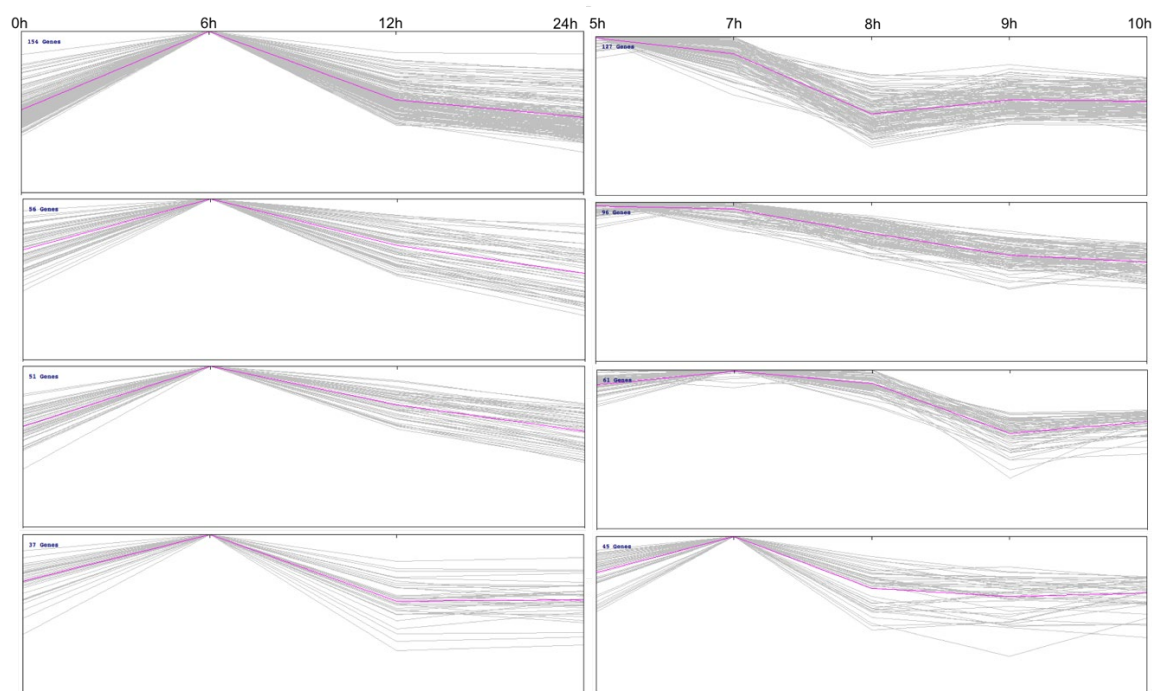 0h 6h 12h 24h 5h 7h 8h 9h 10h
154 Genes
127 Genes
56 Genes
96 Genes
51 Genes
61 Genes
37 Genes
45 Genes